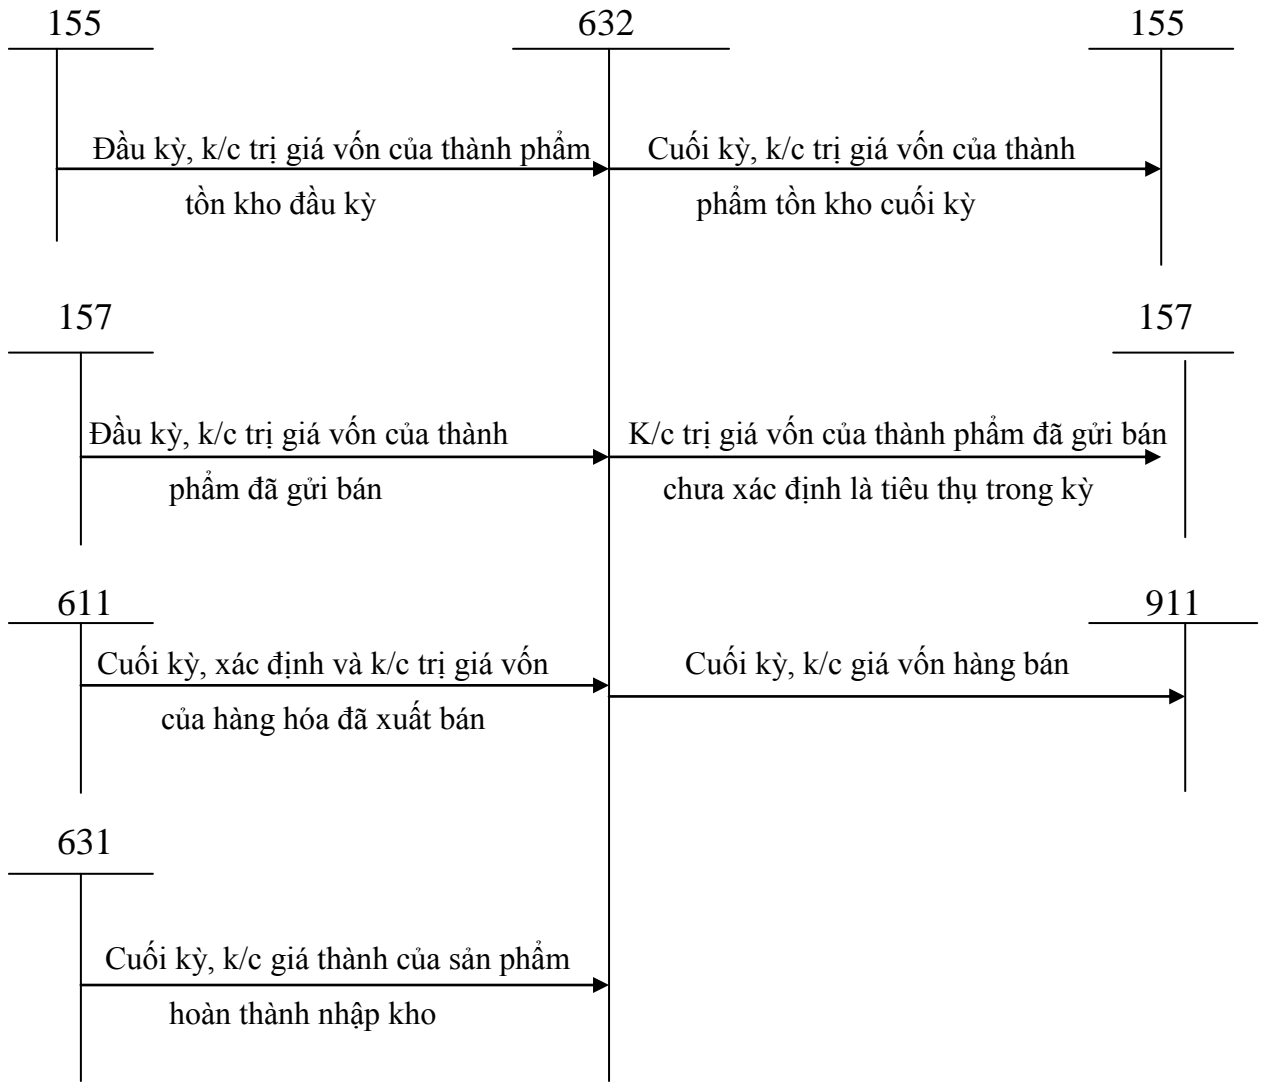 155
632
155
Đầu kỳ, k/c trị giá vốn của thành phẩm
tồn kho đầu kỳ
Cuối kỳ, k/c trị giá vốn của thành
phẩm tồn kho cuối kỳ
157
157
Đầu kỳ, k/c trị giá vốn của thành
phẩm đã gửi bán
K/c trị giá vốn của thành phẩm đã gửi bán
chưa xác định là tiêu thụ trong kỳ
611
911
Cuối kỳ, xác định và k/c trị giá vốn
của hàng hóa đã xuất bán
Cuối kỳ, k/c giá vốn hàng bán
631
Cuối kỳ, k/c giá thành của sản phẩm
hoàn thành nhập kho